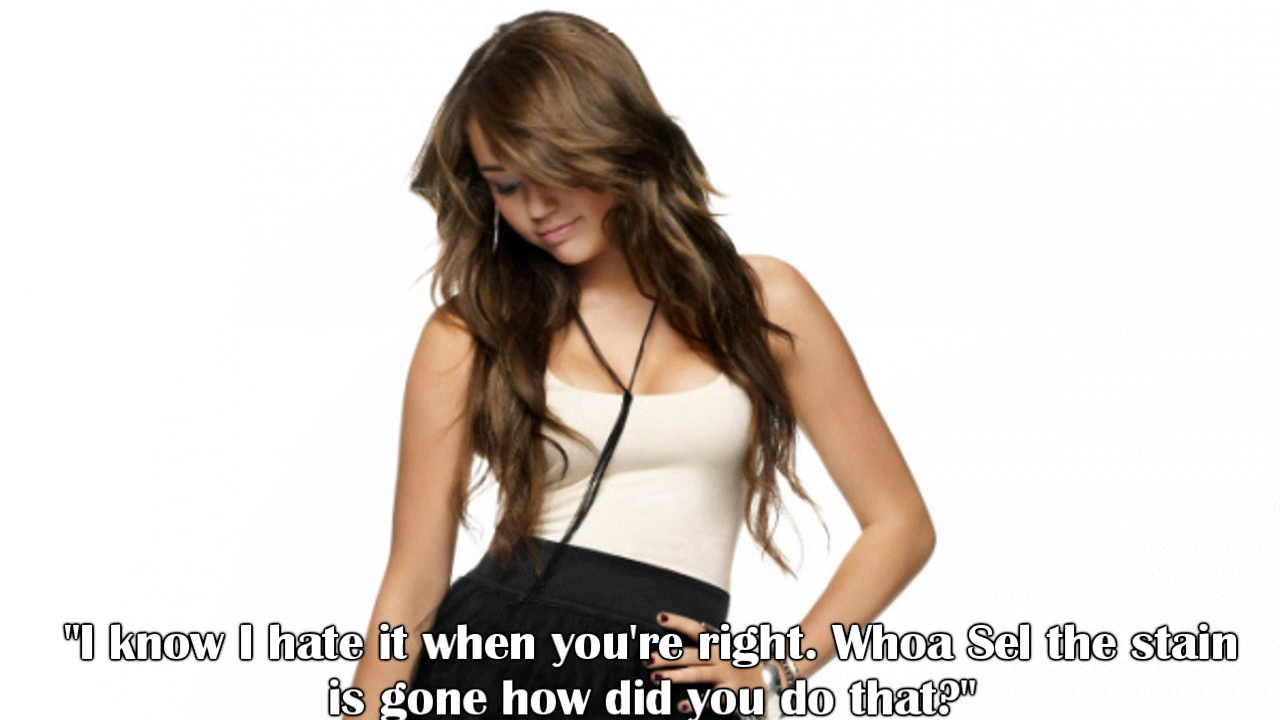 "I know I hate it when you're right. Whoa Sel the stain
is gone how did you do that?"